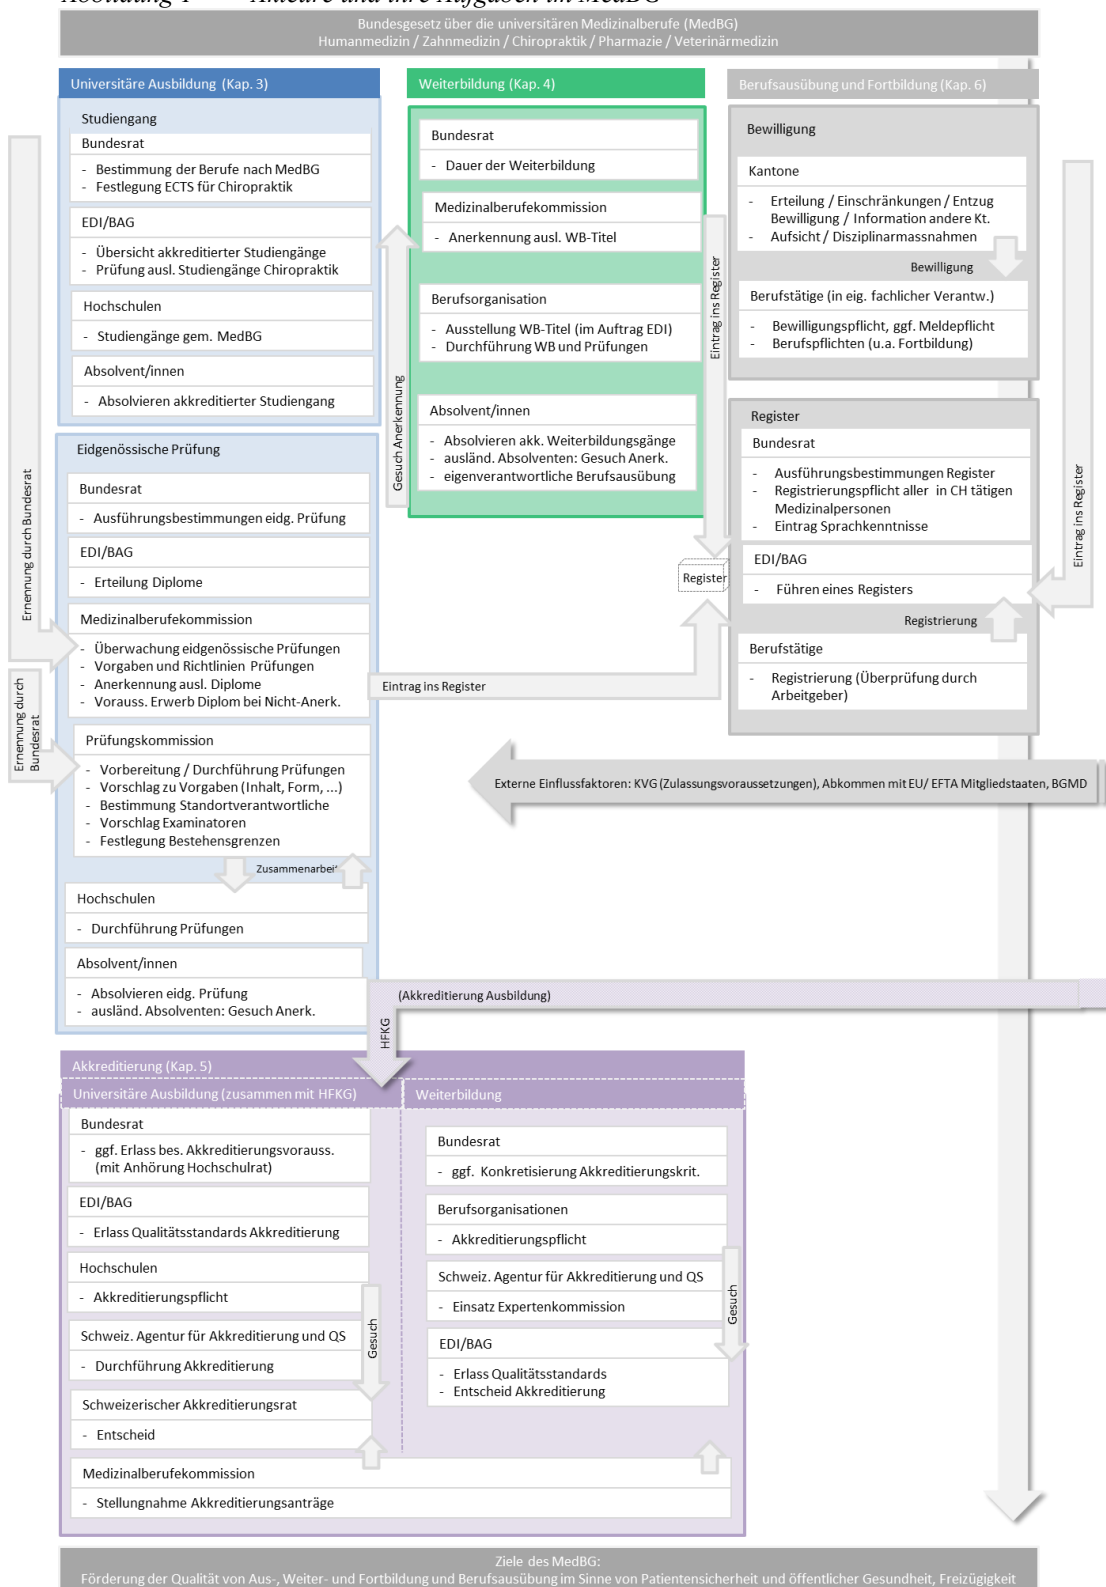 Abbildung 1 Akteure und ihre Aufgaben im MedBG
Bundesgesetz über die universitären Medizinalberufe (MedBG)
Humanmedizin / Zahnmedizin / Chiropraktik / Pharmazie / Veterinärmedizin
Universitäre Ausbildung (Kap. 3)
Studiengang
Bundesrat
- Bestimmung der Berufe nach MedBG
- Festlegung ECTS für Chiropraktik
EDI/BAG
- Übersicht akkreditierter Studiengänge
- Prüfung ausl. Studiengänge Chiropraktik
Hochschulen
- Studiengänge gem. MedBG
Absolvent/innen
- Absolvieren akkreditierter Studiengang
Eidgenössische Prüfung
Bundesrat
- Ausführungsbestimmungen eidg. Prüfung
EDI/BAG
- Erteilung Diplome
Medizinalberufekommission
- Überwachung eidgenössische Prüfungen
- Vorgaben und Richtlinien Prüfungen
- Anerkennung ausl. Diplome
- Vorauss. Erwerb Diplom bei Nicht-Anerk.
Prüfungskommission
- Vorbereitung / Durchführung Prüfungen
- Vorschlag zu Vorgaben (Inhalt, Form, ...)
- Bestimmung Standortverantwortliche
- Vorschlag Examinatoren
- Festlegung Bestehensgrenzen
Zusammenarbeit
Hochschulen
- Durchführung Prüfungen
Absolvent/innen
- Absolvieren eidg. Prüfung
- ausländ. Absolventen: Gesuch Anerk.
Ernennung durch Bundesrat
Ernennung durch
Bundesrat
Weiterbildung (Kap. 4)
Bundesrat
- Dauer der Weiterbildung
Medizinalberufekommission
- Anerkennung ausl. WB-Titel
Berufsorganisation
- Ausstellung WB-Titel (im Auftrag EDI)
- Durchführung WB und Prüfungen
Absolvent/innen
- Absolvieren akk. Weiterbildungsgänge
- ausländ. Absolventen: Gesuch Anerk.
- eigenverantwortliche Berufsausübung
Gesuch Anerkennung
Eintrag ins Register
Register
Eintrag ins Register
Berufsausübung und Fortbildung (Kap. 6)
Bewilligung
Kantone
- Erteilung / Einschränkungen / Entzug
Bewilligung / Information andere Kt.
- Aufsicht / Disziplinarmassnahmen
Bewilligung
Berufstätige (in eig. fachlicher Verantw.)
- Bewilligungspflicht, ggf. Meldepflicht
- Berufspflichten (u.a. Fortbildung)
Register
Bundesrat
- Ausführungsbestimmungen Register
- Registrierungspflicht aller in CH tätigen
Medizinalpersonen
- Eintrag Sprachkenntnisse
EDI/BAG
- Führen eines Registers
Registrierung
Berufstätige
- Registrierung (Überprüfung durch
Arbeitgeber)
Eintrag ins Register
Externe Einflussfaktoren: KVG (Zulassungsvoraussetzungen), Abkommen mit EU/ EFTA Mitgliedstaaten, BGMD
(Akkreditierung Ausbildung)
HFKG
Akkreditierung (Kap. 5)
Universitäre Ausbildung (zusammen mit HFKG)
Bundesrat
- ggf. Erlass bes. Akkreditierungsvorauss.
(mit Anhörung Hochschulrat)
EDI/BAG
- Erlass Qualitätsstandards Akkreditierung
Hochschulen
- Akkreditierungspflicht
Schweiz. Agentur für Akkreditierung und QS
- Durchführung Akkreditierung
Schweizerischer Akkreditierungsrat
- Entscheid
Gesuch
Weiterbildung
Bundesrat
- ggf. Konkretisierung Akkreditierungskrit.
Berufsorganisationen
- Akkreditierungspflicht
Schweiz. Agentur für Akkreditierung und QS
- Einsatz Expertenkommission
EDI/BAG
- Erlass Qualitätsstandards
- Entscheid Akkreditierung
Gesuch
Medizinalberufekommission
- Stellungnahme Akkreditierungsanträge
Ziele des MedBG:
Förderung der Qualität von Aus-, Weiter- und Fortbildung und Berufsausübung im Sinne von Patientensicherheit und öffentlicher Gesundheit, Freizügigkeit